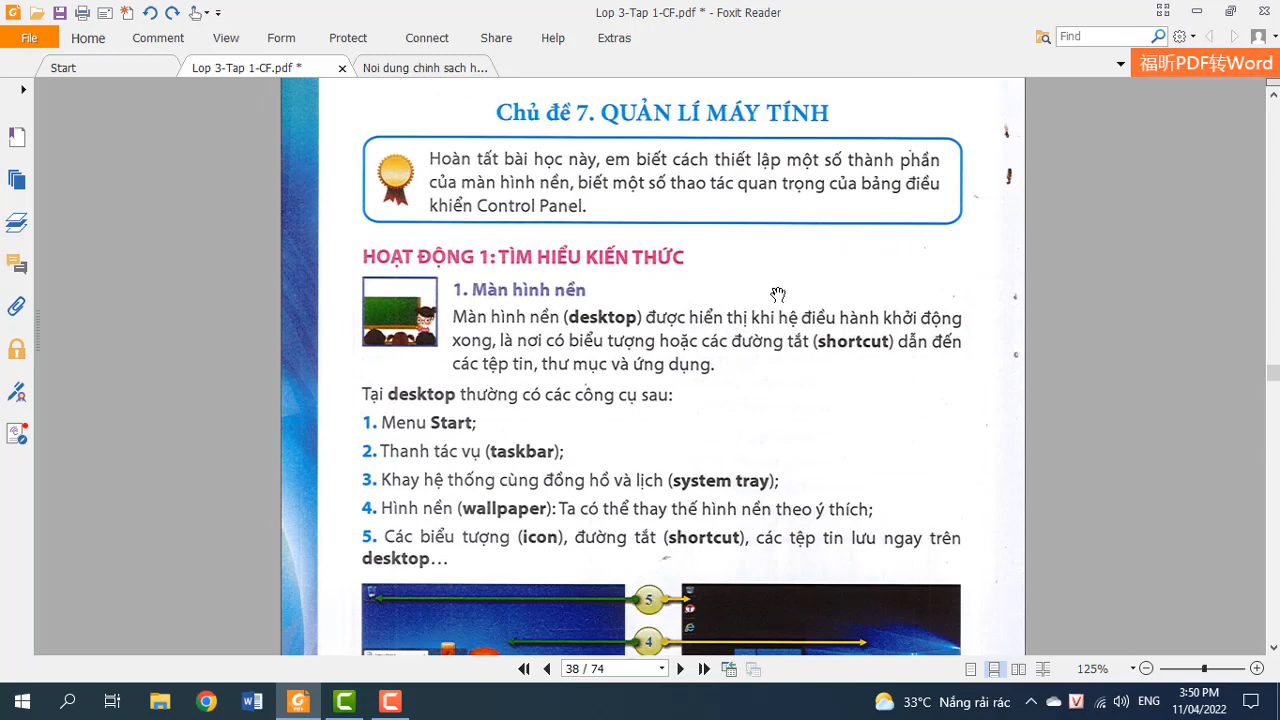 Lop 3-Tap 1-CF.pdf * - Foxit Reader
File Home Comment View Form Protect Connect Share Help Extras Find
Start Lop 3-Tap 1-CF.pdf * Noi dung chinh sach h...
福昕PDF转Word
Chủ đề 7. QUẢN LÍ MÁY TÍNH
Hoàn tất bài học này, em biết cách thiết lập một số thành phần
của màn hình nền, biết một số thao tác quan trọng của bảng điều
khiển Control Panel.
HOẠT ĐỘNG 1: TÌM HIỂU KIẾN THỨC
1. Màn hình nền
Màn hình nền (desktop) được hiển thị khi hệ điều hành khởi động
xong, là nơi có biểu tượng hoặc các đường tắt (shortcut) dẫn đến
các tệp tin, thư mục và ứng dụng.
Tại desktop thường có các công cụ sau:
1. Menu Start;
2. Thanh tác vụ (taskbar);
3. Khay hệ thống cùng đồng hồ và lịch (system tray);
4. Hình nền (wallpaper): Ta có thể thay thế hình nền theo ý thích;
5. Các biểu tượng (icon), đường tắt (shortcut), các tệp tin lưu ngay trên
desktop...
5
4
38 / 74
125%
33°C Nắng rải rác
ENG
3:50 PM
11/04/2022